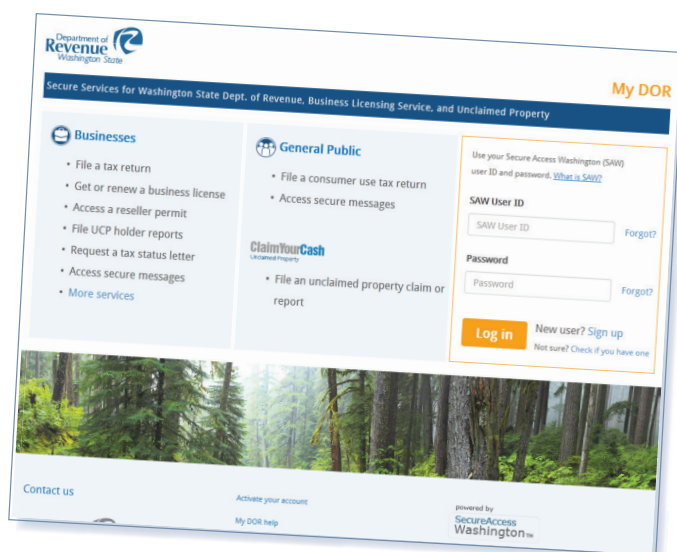 Department of
Revenue
Washington State
My DOR
Secure Services for Washington State Dept. of Revenue, Business Licensing Service, and Unclaimed Property
Businesses
• File a tax return
• Get or renew a business license
• Access a reseller permit
• File UCP holder reports
• Request a tax status letter
• Access secure messages
• More services
General Public
• File a consumer use tax return
• Access secure messages
ClaimYourCash
Unclaimed Property
• File an unclaimed property claim or
report
Use your Secure Access Washington (SAW)
user ID and password. What is SAW?
SAW User ID
SAW User ID
Forgot?
Password
Password
Forgot?
Log in
New user? Sign up
Not sure? Check if you have one
Contact us
Activate your account
My DOR help
powered by
SecureAccess
Washington™